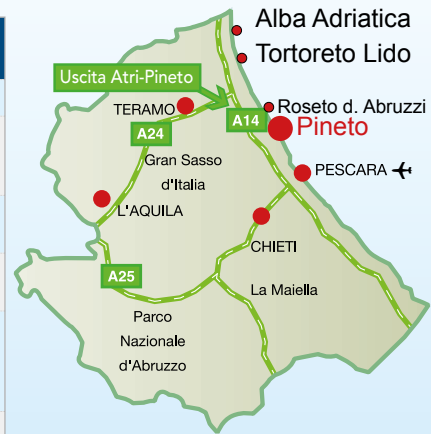 Alba Adriatica
Tortoreto Lido
Uscita Atri-Pineto
TERAMO
Roseto d. Abruzzi
A14
Pineto
A24
Gran Sasso
d'Italia
PESCARA
L'AQUILA
CHIETI
A25
La Maiella
Parco
Nazionale
d'Abruzzo